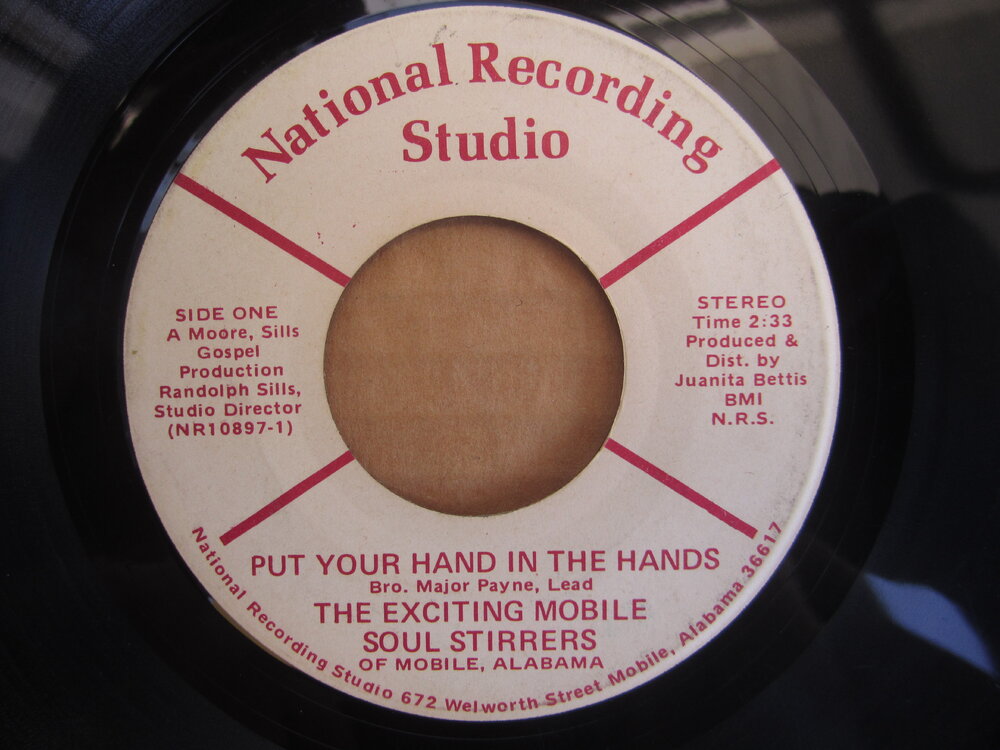 National Recording
Studio
SIDE ONE
A Moore, Sills
Gospel
Production
Randolph Sills,
Studio Director
(NR10897-1)
STEREO
Time 2:33
Produced &
Dist. by
Juanita Bettis
BMI
N.R.S.
PUT YOUR HAND IN THE HANDS
Bro. Major Payne, Lead
THE EXCITING MOBILE
SOUL STIRRERS
OF MOBILE, ALABAMA
National Recording Studio 672 Welworth Street Mobile, Alabama 36617